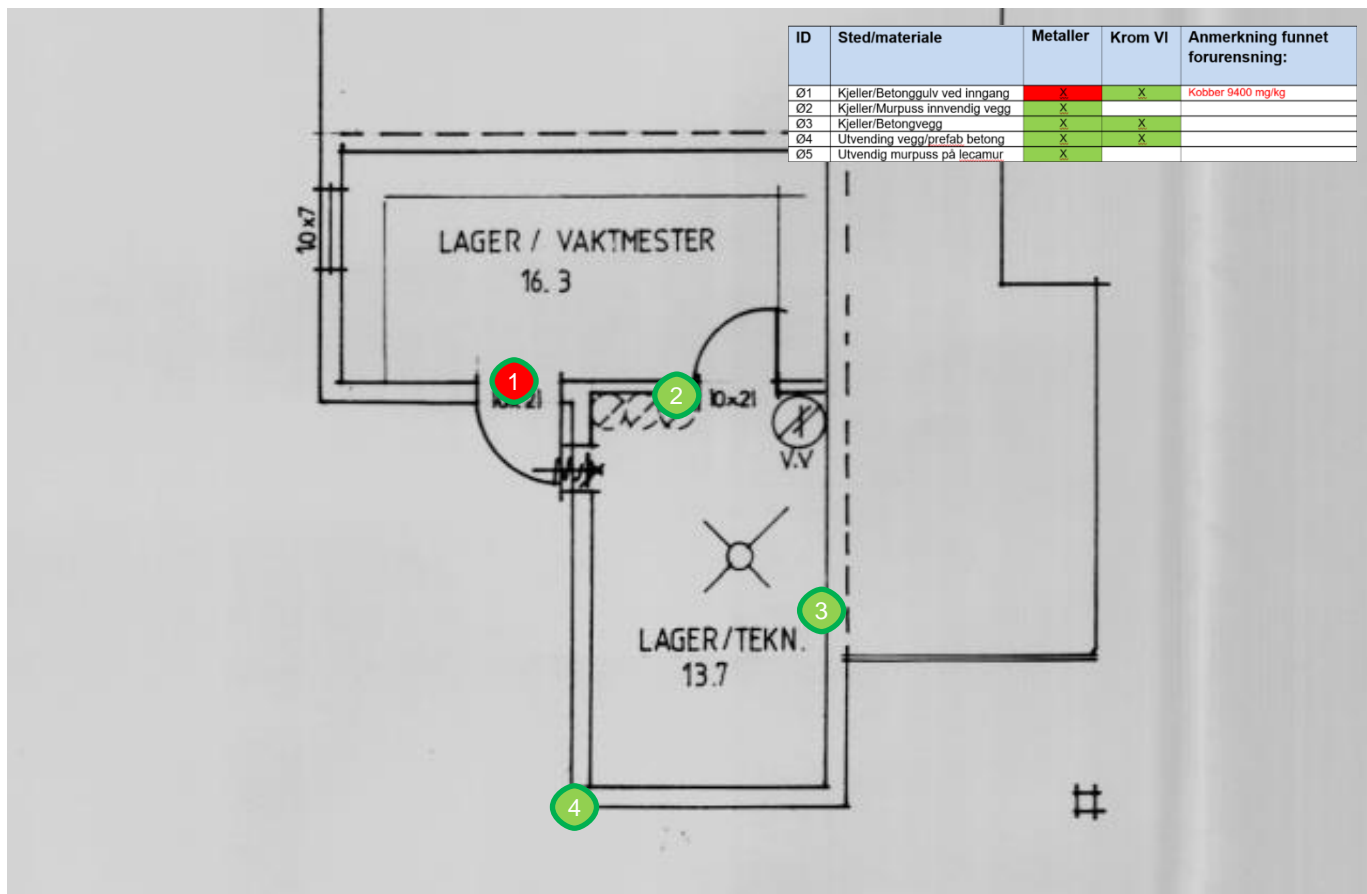 ID Sted/materiale Metaller Krom VI Anmerkning funnet
forurensning:
Ø1 Kjeller/Betonggulv ved inngang X X Kobber 9400 mg/kg
Ø2 Kjeller/Murpuss innvendig vegg X
Ø3 Kjeller/Betongvegg X X
Ø4 Utvending vegg/prefab betong X X
Ø5 Utvendig murpuss på lecamur X
10x7
LAGER / VAKTMESTER
16.3
1
2
10x21
V.V
3
LAGER/TEKN.
13.7
4